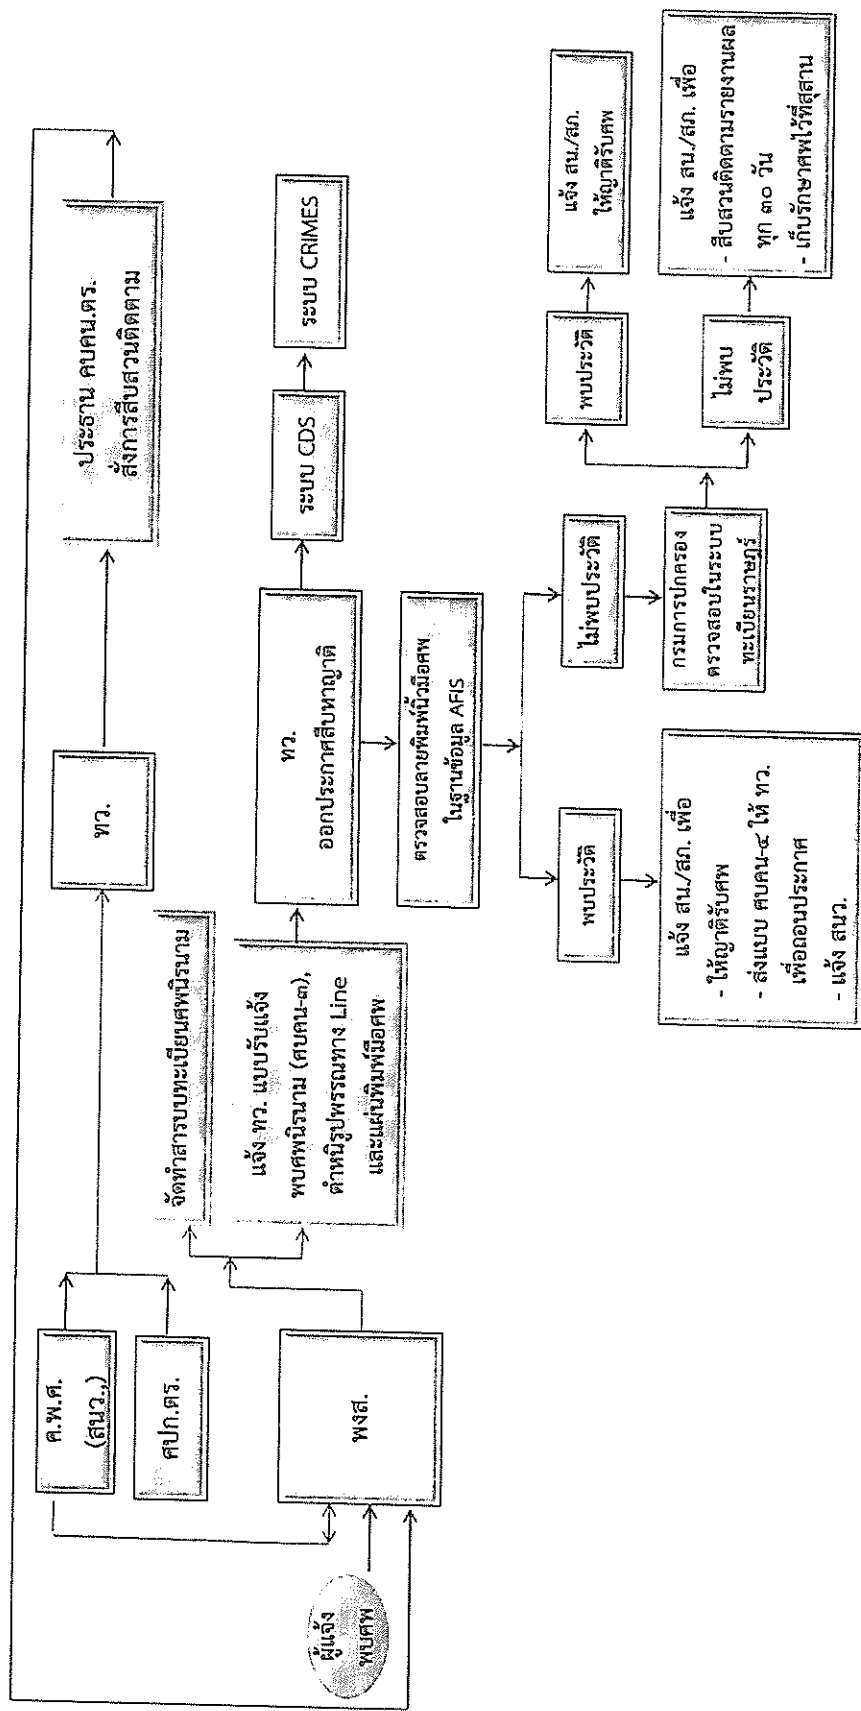 ค.พ.ศ.
(สนว.,)
ศปก.ตร.
ทว.
ประธาน คบคน.ตร.
สั่งการสืบสวนติดตาม
ผู้แจ้ง
พบศพ
พงส.
จัดทำสารบบทะเบียนศพนิรนาม
แจ้ง ทว. แบบรับแจ้ง
พบศพนิรนาม (ศบคน-๓),
ตำหนิรูปพรรณทาง Line
และแผ่นพิมพ์มือศพ
ทว.
ออกประกาศสืบหาญาติ
ระบบ CDS
ระบบ CRIMES
ตรวจสอบลายพิมพ์นิ้วมือศพ
ในฐานข้อมูล AFIS
พบประวัติ
แจ้ง สน./สภ. เพื่อ
- ให้ญาติรับศพ
- ส่งแบบ ศบคน-๔ ให้ ทว.
เพื่อถอนประกาศ
- แจ้ง สนว.
ไม่พบประวัติ
กรมการปกครอง
ตรวจสอบในระบบ
ทะเบียนราษฎร์
พบประวัติ
แจ้ง สน./สภ.
ให้ญาติรับศพ
ไม่พบ
ประวัติ
แจ้ง สน./สภ. เพื่อ
- สืบสวนติดตามรายงานผล
ทุก ๓๐ วัน
- เก็บรักษาศพไว้ที่สุสาน